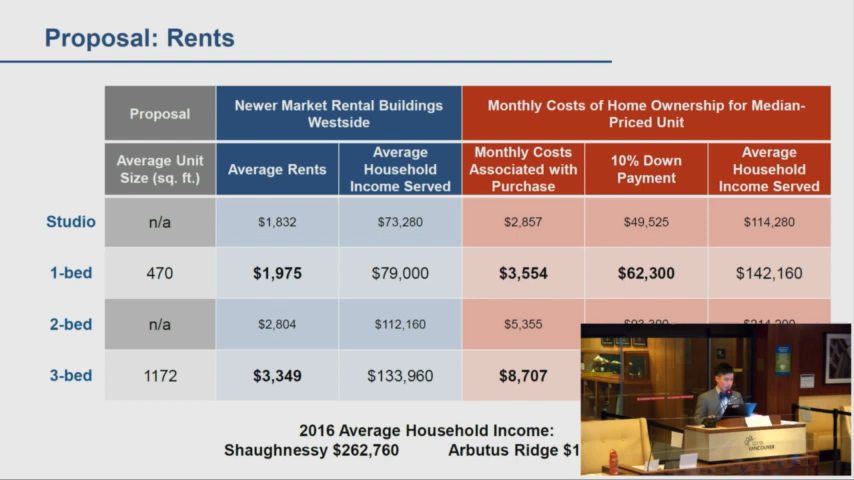 Proposal: Rents
Proposal
Newer Market Rental Buildings
Westside
Monthly Costs of Home Ownership for Median-
Priced Unit
Average Unit
Size (sq. ft.)
Average Rents
Average
Household
Income Served
Monthly Costs
Associated with
Purchase
10% Down
Payment
Average
Household
Income Served
Studio n/a $1,832 $73,280 $2,857 $49,525 $114,280
1-bed 470 $1,975 $79,000 $3,554 $62,300 $142,160
2-bed n/a $2,804 $112,160 $5,355
3-bed 1172 $3,349 $133,960 $8,707
2016 Average Household Income:
Shaughnessy $262,760 Arbutus Ridge $1
VANCOUVER